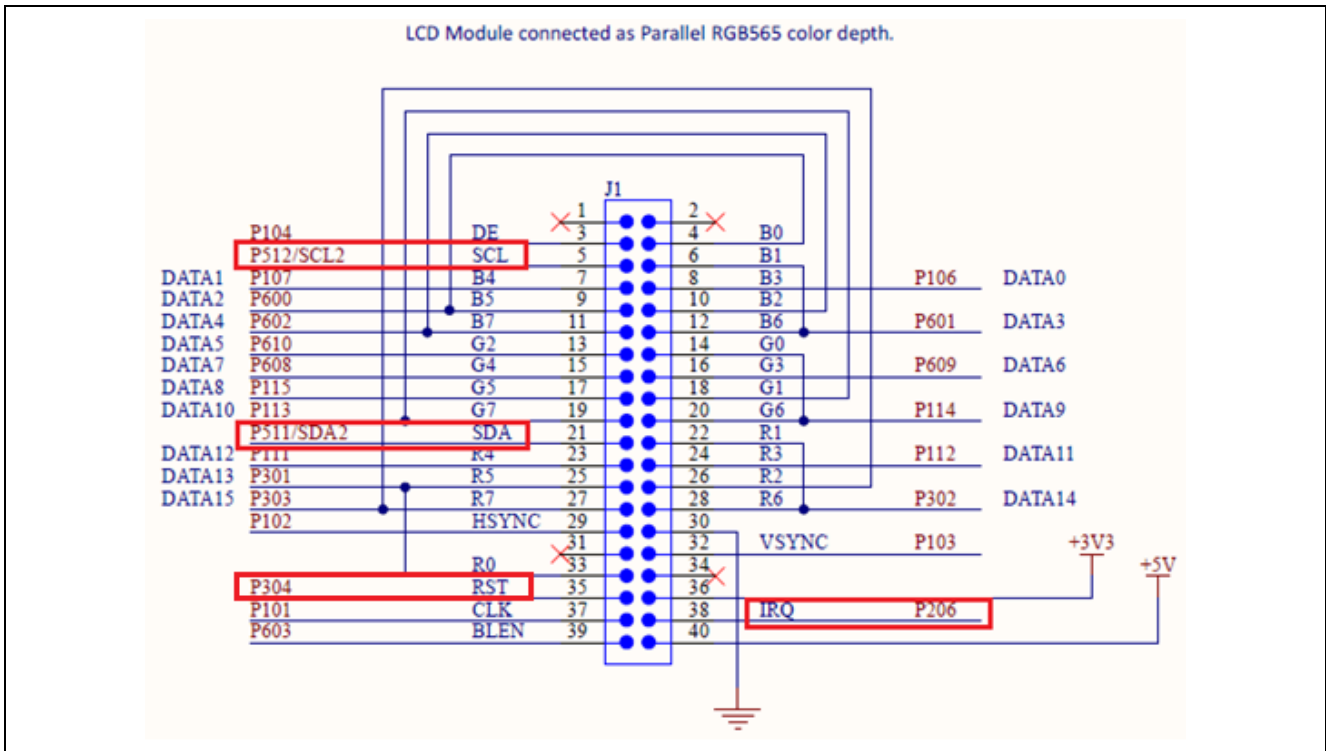 LCD Module connected as Parallel RGB565 color depth.
J1
1 2
P104 DE 3 4 B0
P512/SCL2 SCL 5 6 B1
DATA1 P107 B4 7 8 B3 P106 DATA0
DATA2 P600 B5 9 10 B2
DATA4 P602 B7 11 12 B6 P601 DATA3
DATA5 P610 G2 13 14 G0
DATA7 P608 G4 15 16 G3 P609 DATA6
DATA8 P115 G5 17 18 G1
DATA10 P113 G7 19 20 G6 P114 DATA9
P511/SDA2 SDA 21 22 R1
DATA12 P111 R4 23 24 R3 P112 DATA11
DATA13 P301 R5 25 26 R2
DATA15 P303 R7 27 28 R6 P302 DATA14
P102 HSYNC 29 30
31 32 VSYNC P103 +3V3
R0 33 34 +5V
P304 RST 35 36
P101 CLK 37 38 IRQ P206
P603 BLEN 39 40